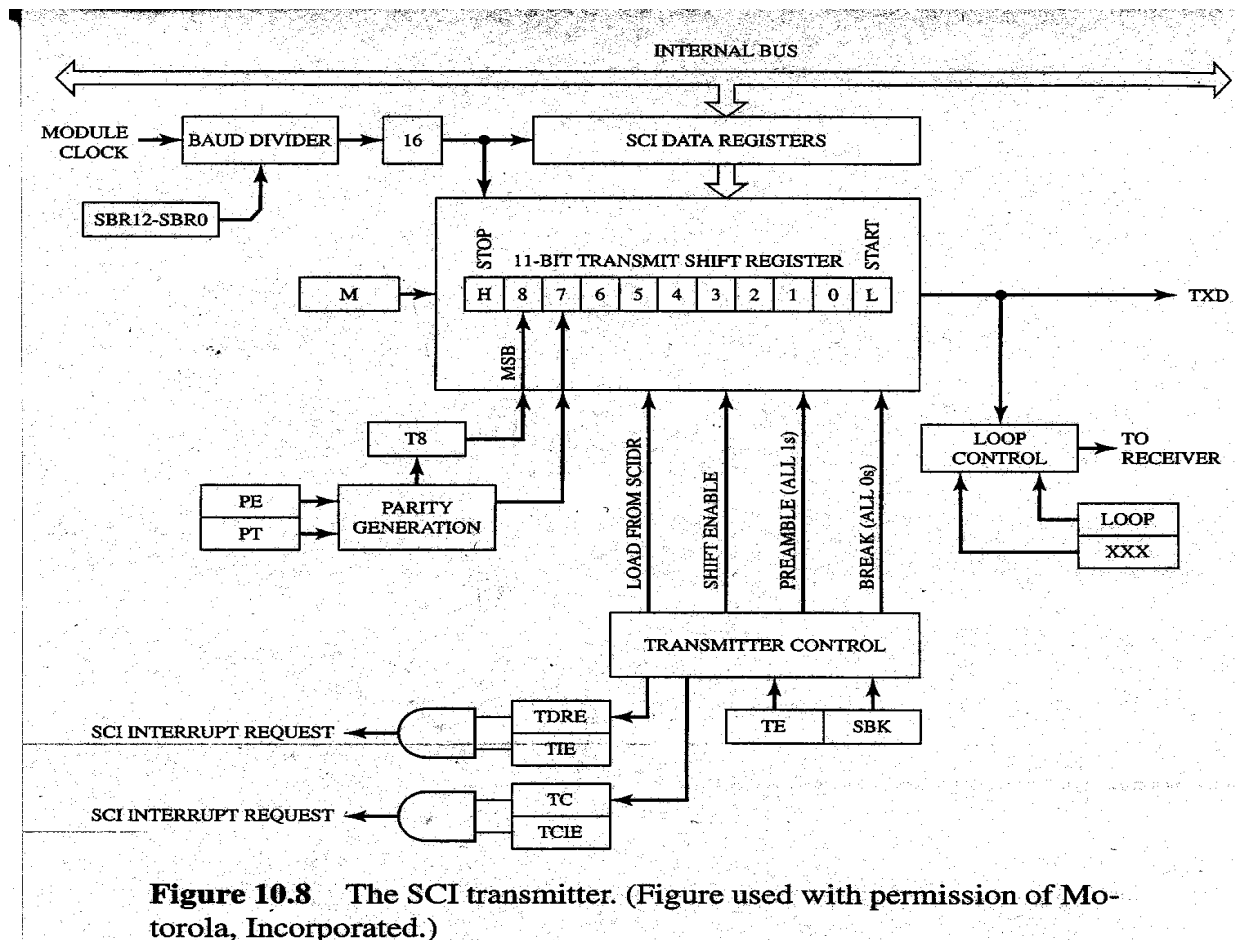 INTERNAL BUS
MODULE
CLOCK
BAUD DIVIDER
16
SCI DATA REGISTERS
SBR12-SBR0
STOP
11-BIT TRANSMIT SHIFT REGISTER
START
M
H 8 7 6 5 4 3 2 1 0 L
TXD
MSB
T8
LOOP
CONTROL
TO
RECEIVER
PE
PT
PARITY
GENERATION
LOAD FROM SCIDR
SHIFT ENABLE
PREAMBLE (ALL 1s)
BREAK (ALL 0s)
LOOP
XXX
TRANSMITTER CONTROL
TE
SBK
SCI INTERRUPT REQUEST
TDRE
TIE
SCI INTERRUPT REQUEST
TC
TCIE
Figure 10.8 The SCI transmitter. (Figure used with permission of Mo-
torola, Incorporated.)